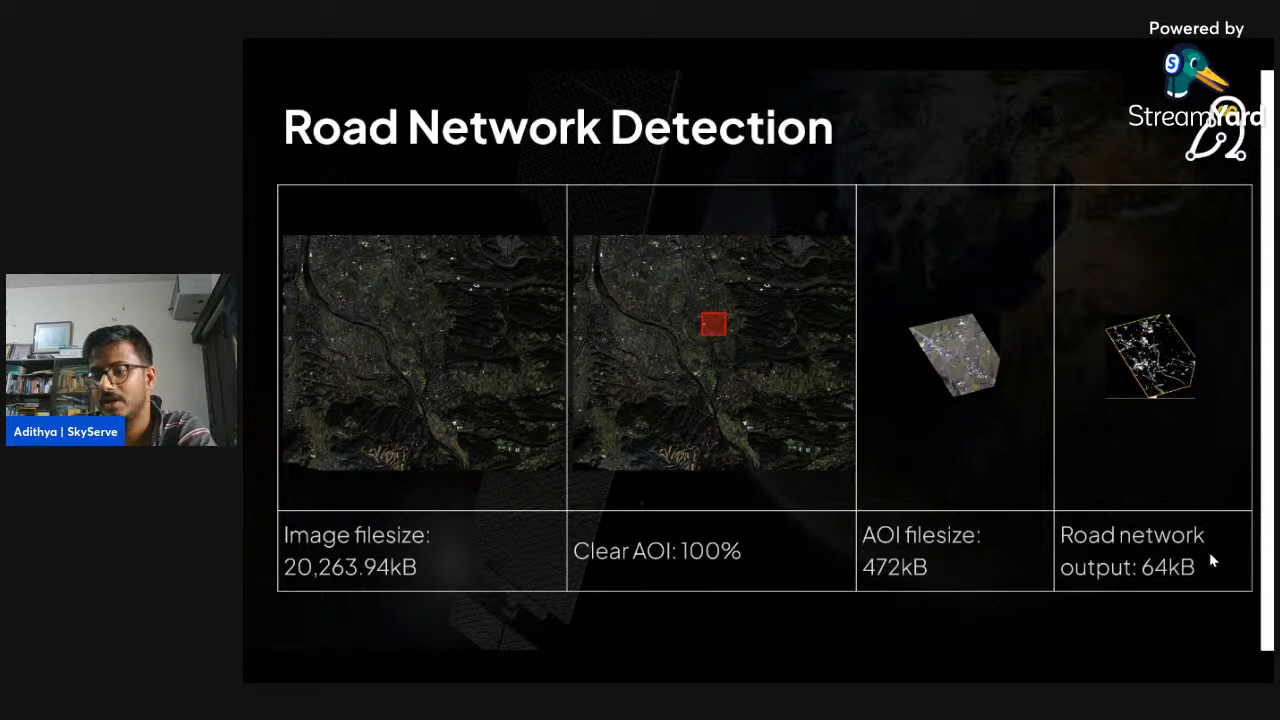 Powered by
StreamYard
Road Network Detection
Image filesize:
20,263.94kB
Clear AOI: 100%
AOI filesize:
472kB
Road network
output: 64kB
Adithya | SkyServe